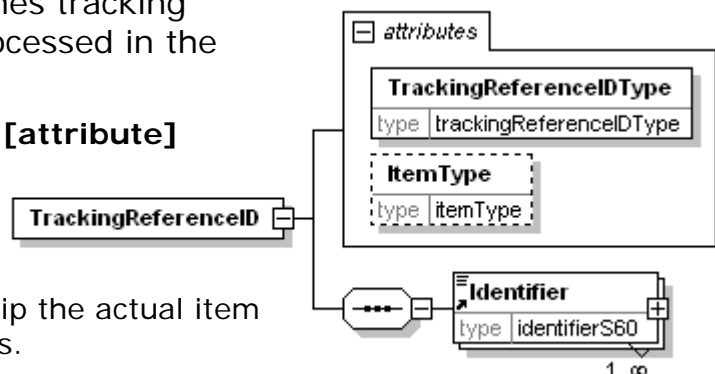 nes tracking
ocessed in the
[attribute]
ip the actual item
s.
attributes
TrackingReferenceIDType
type trackingReferenceIDType
ItemType
type itemType
TrackingReferenceID
Identifier
type identifierS60
1..∞